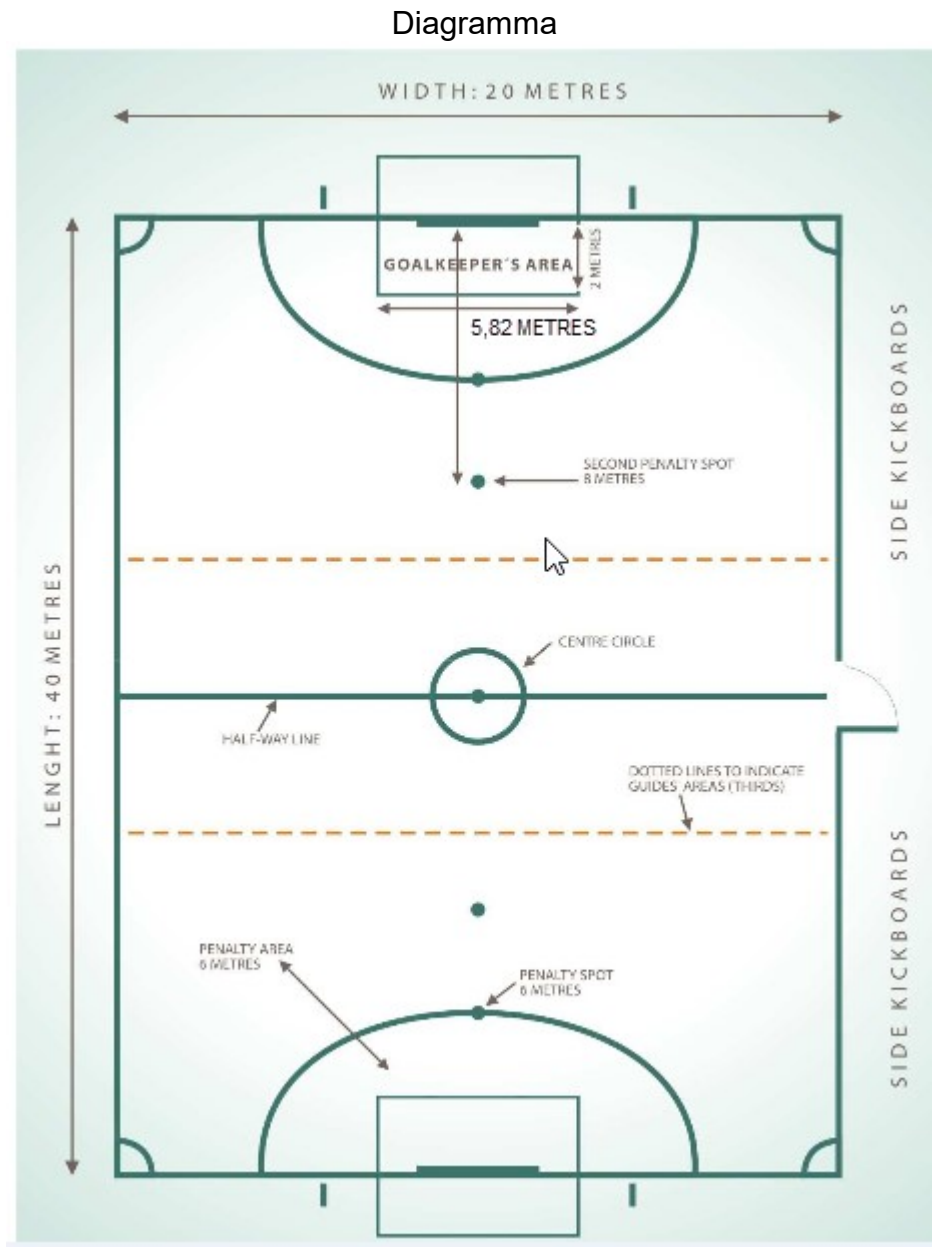 Diagramma
WIDTH: 20 METRES
GOALKEEPER´S AREA
2 METRES
5,82 METRES
SIDE KICKBOARDS
SECOND PENALTY SPOT
8 METRES
LENGHT: 40 METRES
CENTRE CIRCLE
HALF-WAY LINE
DOTTED LINES TO INDICATE
GUIDES' AREAS (THIRDS)
SIDE KICKBOARDS
PENALTY AREA
6 METRES
PENALTY SPOT
6 METRES